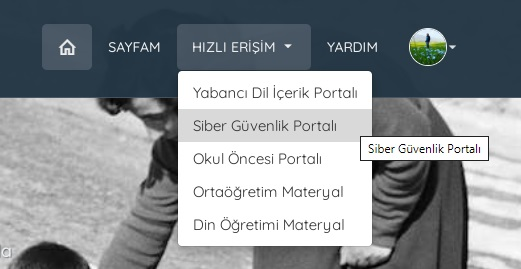 SAYFAM HIZLI ERİŞİM YARDIM
Yabancı Dil İçerik Portalı
Siber Güvenlik Portalı
Siber Güvenlik Portalı
Okul Öncesi Portalı
Ortaöğretim Materyal
Din Öğretimi Materyal